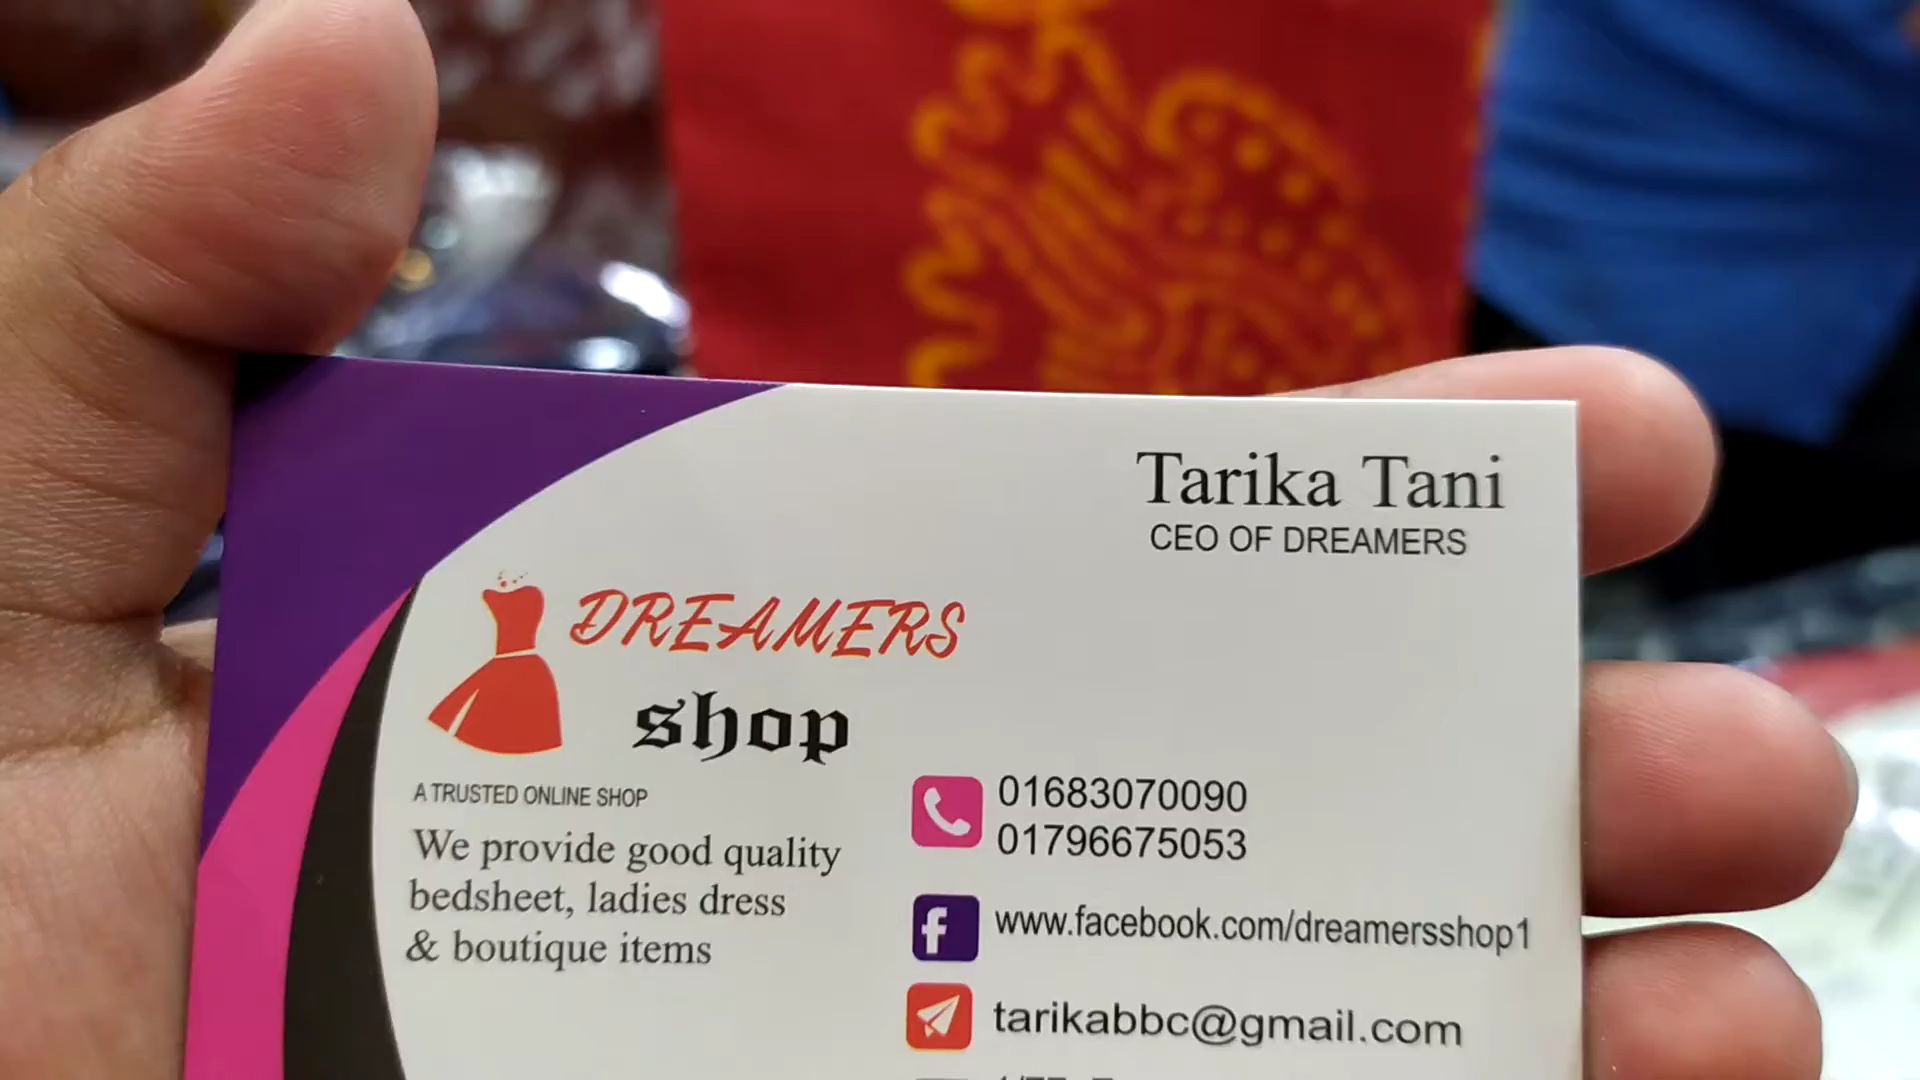 Tarika Tani
CEO OF DREAMERS
DREAMERS
shop
A TRUSTED ONLINE SHOP
We provide good quality
bedsheet, ladies dress
& boutique items
01683070090
01796675053
www.facebook.com/dreamersshop1
tarikabbc@gmail.com